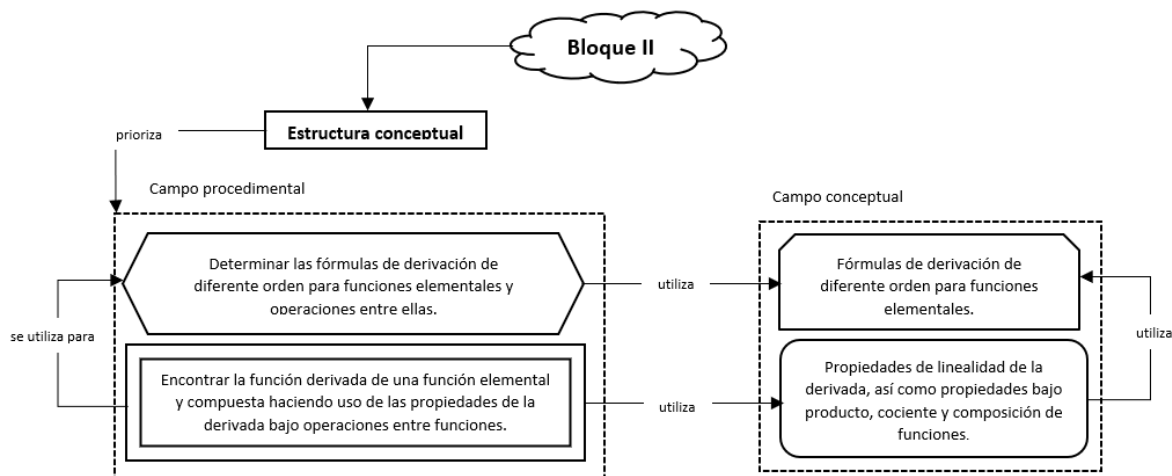 Bloque II
Estructura conceptual
prioriza
Campo procedimental
Campo conceptual
Determinar las fórmulas de derivación de
diferente orden para funciones elementales y
operaciones entre ellas.
utiliza
Fórmulas de derivación de
diferente orden para funciones
elementales.
se utiliza para
utiliza
Encontrar la función derivada de una función elemental
y compuesta haciendo uso de las propiedades de la
derivada bajo operaciones entre funciones.
utiliza
Propiedades de linealidad de la
derivada, así como propiedades bajo
producto, cociente y composición de
funciones.